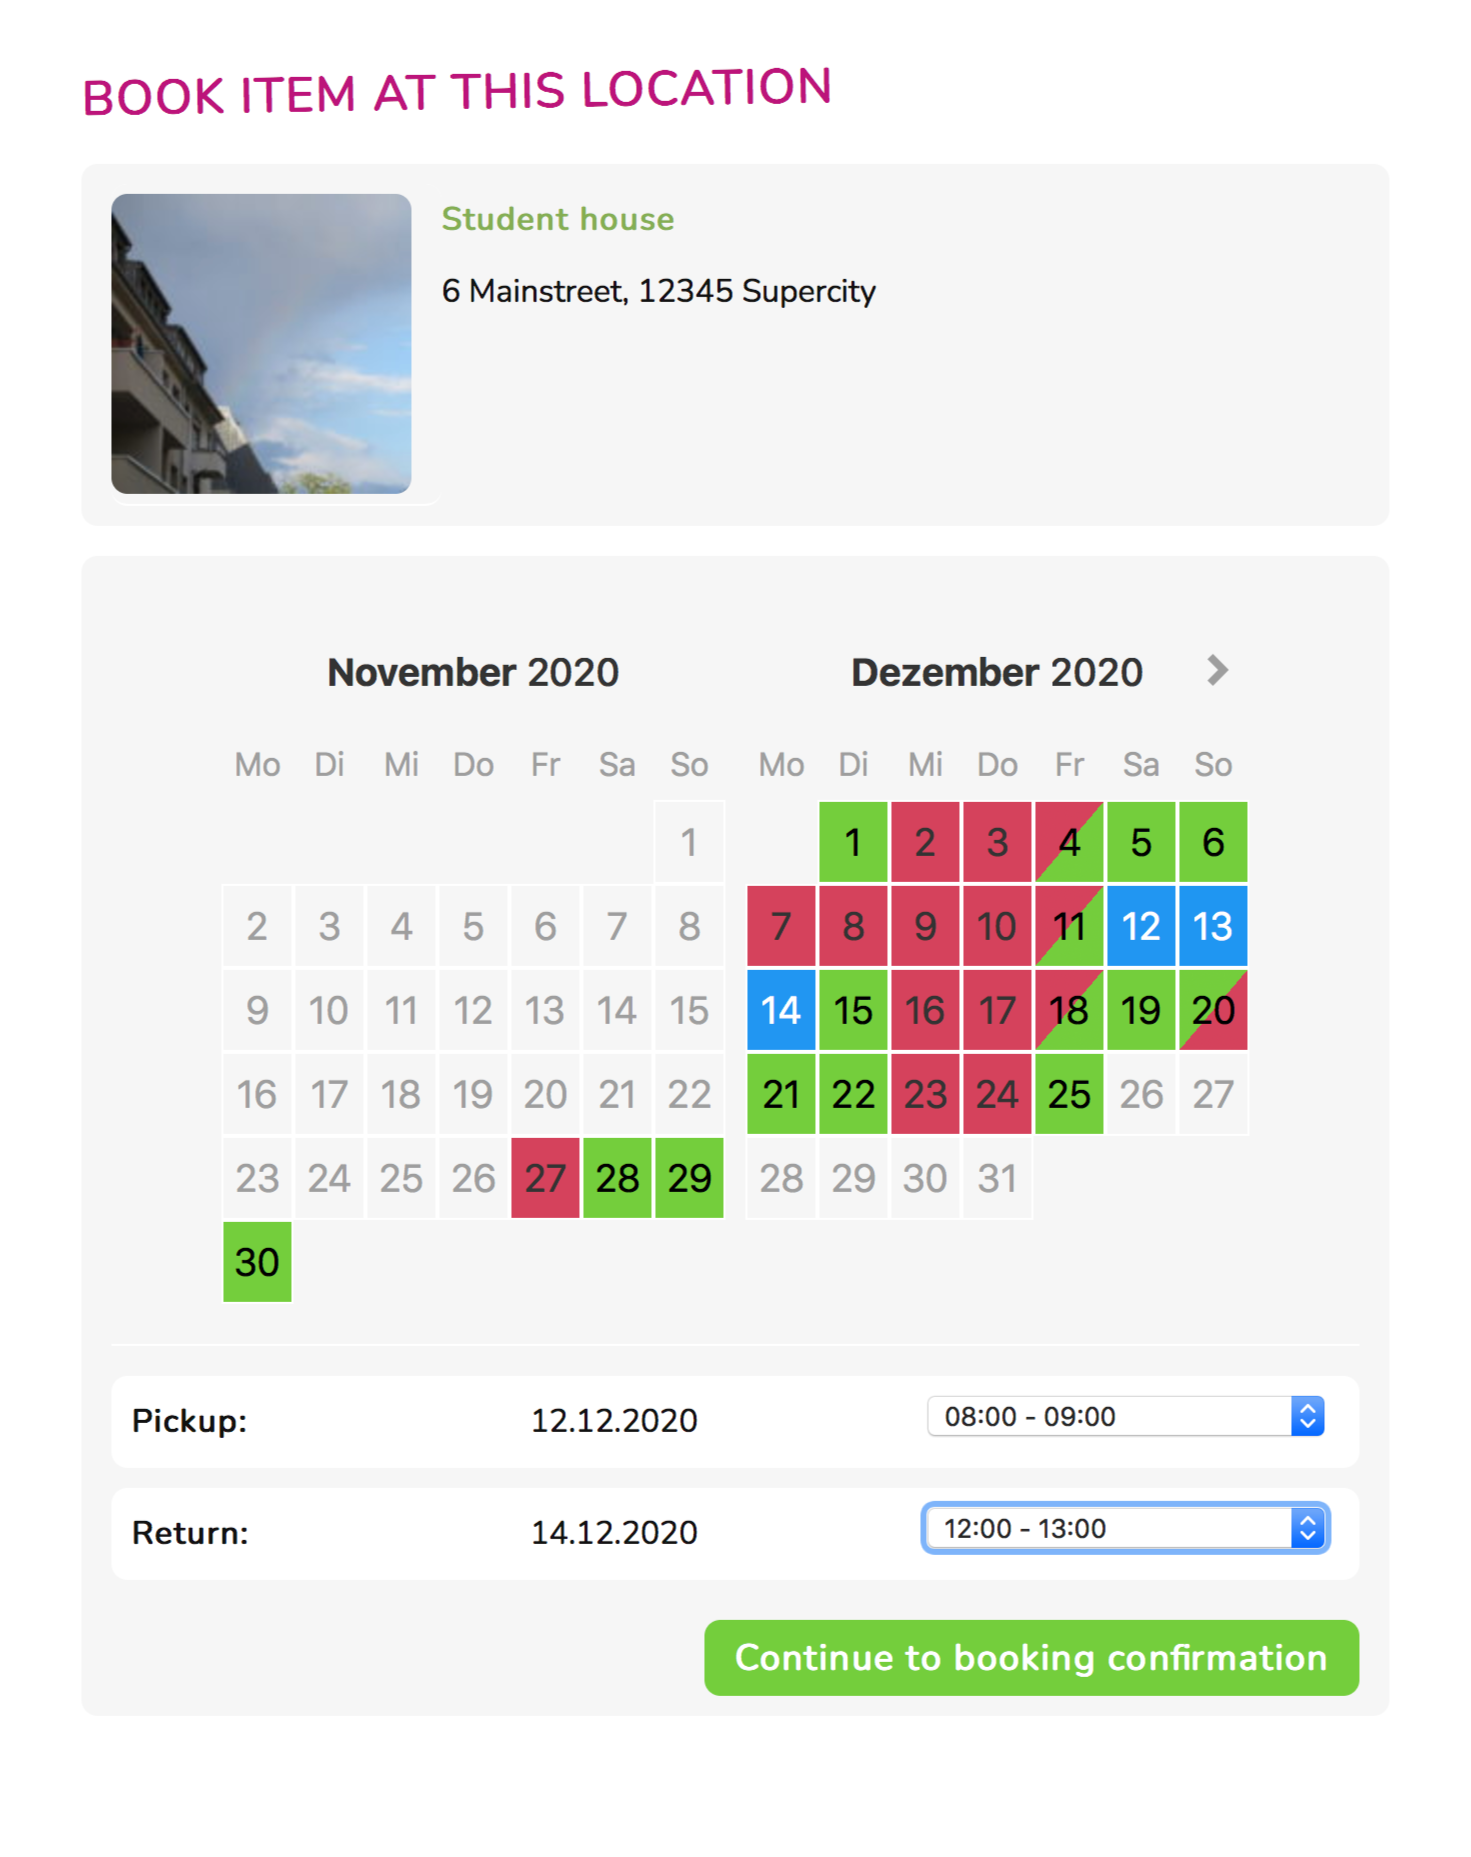 BOOK ITEM AT THIS LOCATION
Student house
6 Mainstreet, 12345 Supercity
November 2020
Mo Di Mi Do Fr Sa So
1
2 3 4 5 6 7 8
9 10 11 12 13 14 15
16 17 18 19 20 21 22
23 24 25 26 27 28 29
30
Dezember 2020
Mo Di Mi Do Fr Sa So
1 2 3 4 5 6
7 8 9 10 11 12 13
14 15 16 17 18 19 20
21 22 23 24 25 26 27
28 29 30 31
Pickup: 12.12.2020 08:00 - 09:00
Return: 14.12.2020 12:00 - 13:00
Continue to booking confirmation